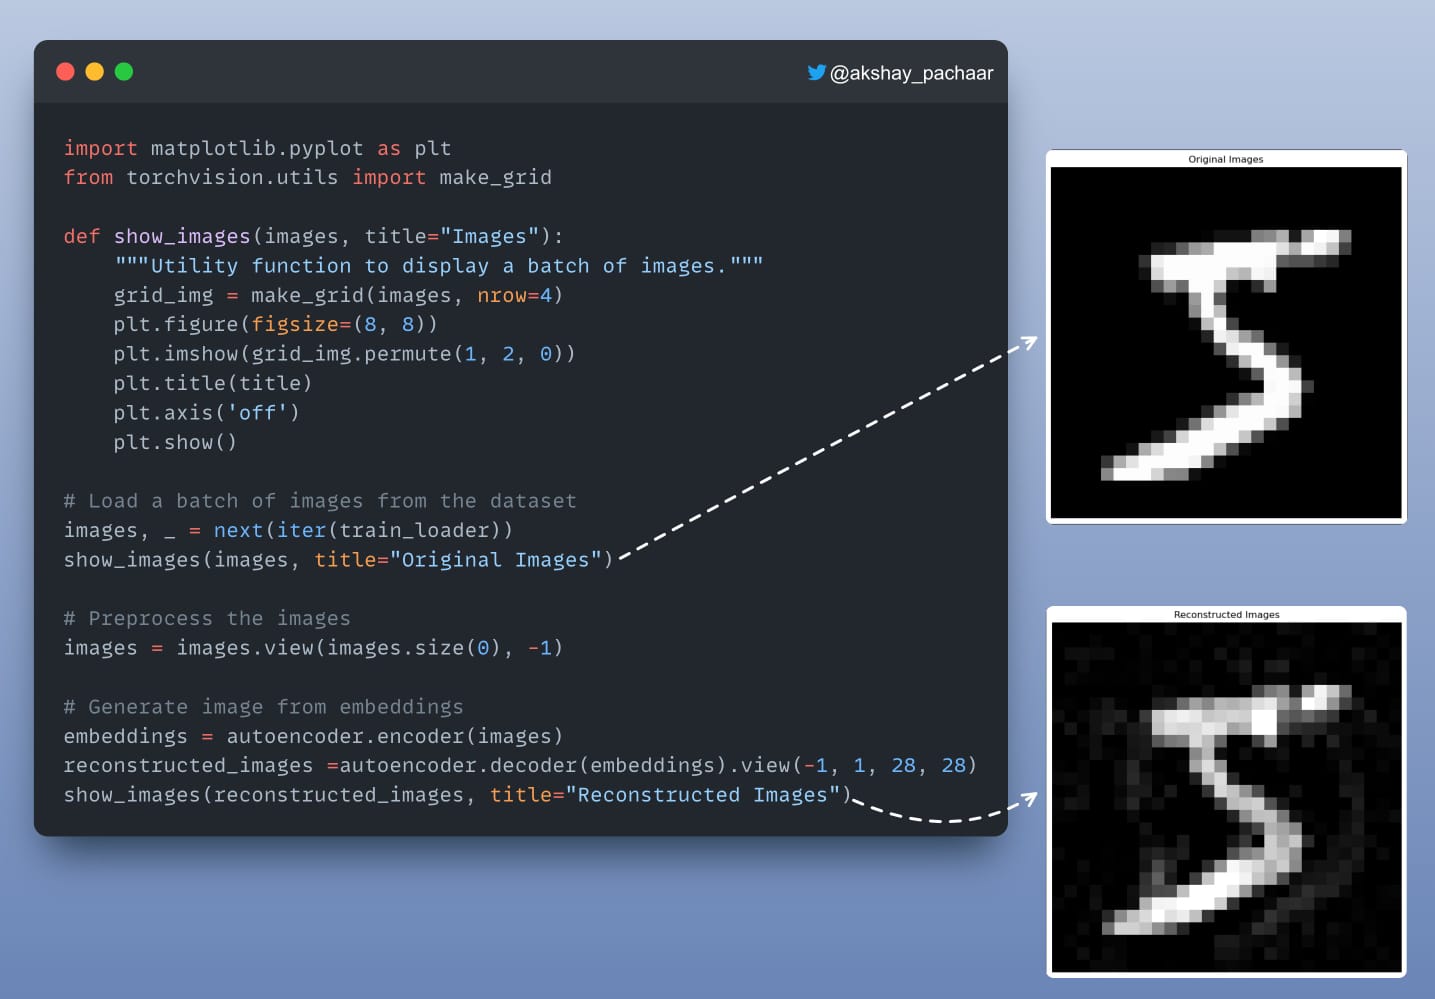 @akshay_pachaar
import matplotlib.pyplot as plt
from torchvision.utils import make_grid
def show_images(images, title="Images"):
    """Utility function to display a batch of images."""
    grid_img = make_grid(images, nrow=4)
    plt.figure(figsize=(8, 8))
    plt.imshow(grid_img.permute(1, 2, 0))
    plt.title(title)
    plt.axis('off')
    plt.show()
# Load a batch of images from the dataset
images, _ = next(iter(train_loader))
show_images(images, title="Original Images")
# Preprocess the images
images = images.view(images.size(0), -1)
# Generate image from embeddings
embeddings = autoencoder.encoder(images)
reconstructed_images =autoencoder.decoder(embeddings).view(-1, 1, 28, 28)
show_images(reconstructed_images, title="Reconstructed Images")
Original Images
5
Reconstructed Images
5